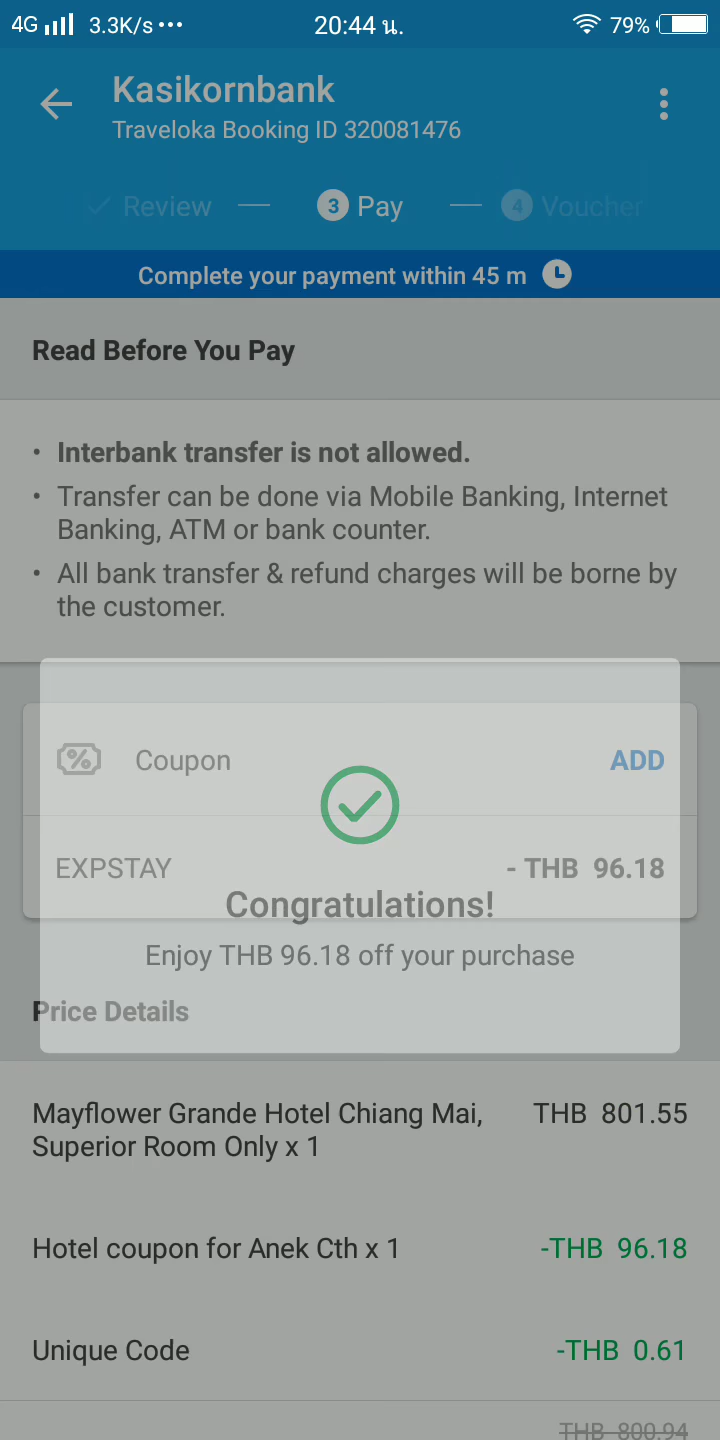 4G 3.3K/s ... 20:44 น. 79%
Kasikornbank
Traveloka Booking ID 320081476
Review 3 Pay 4 Voucher
Complete your payment within 45 m
Read Before You Pay
• Interbank transfer is not allowed.
• Transfer can be done via Mobile Banking, Internet
Banking, ATM or bank counter.
• All bank transfer & refund charges will be borne by
the customer.
% Coupon ADD
EXPSTAY - THB 96.18
Congratulations!
Enjoy THB 96.18 off your purchase
Price Details
Mayflower Grande Hotel Chiang Mai, THB 801.55
Superior Room Only x 1
Hotel coupon for Anek Cth x 1 -THB 96.18
Unique Code -THB 0.61
THB 800.94